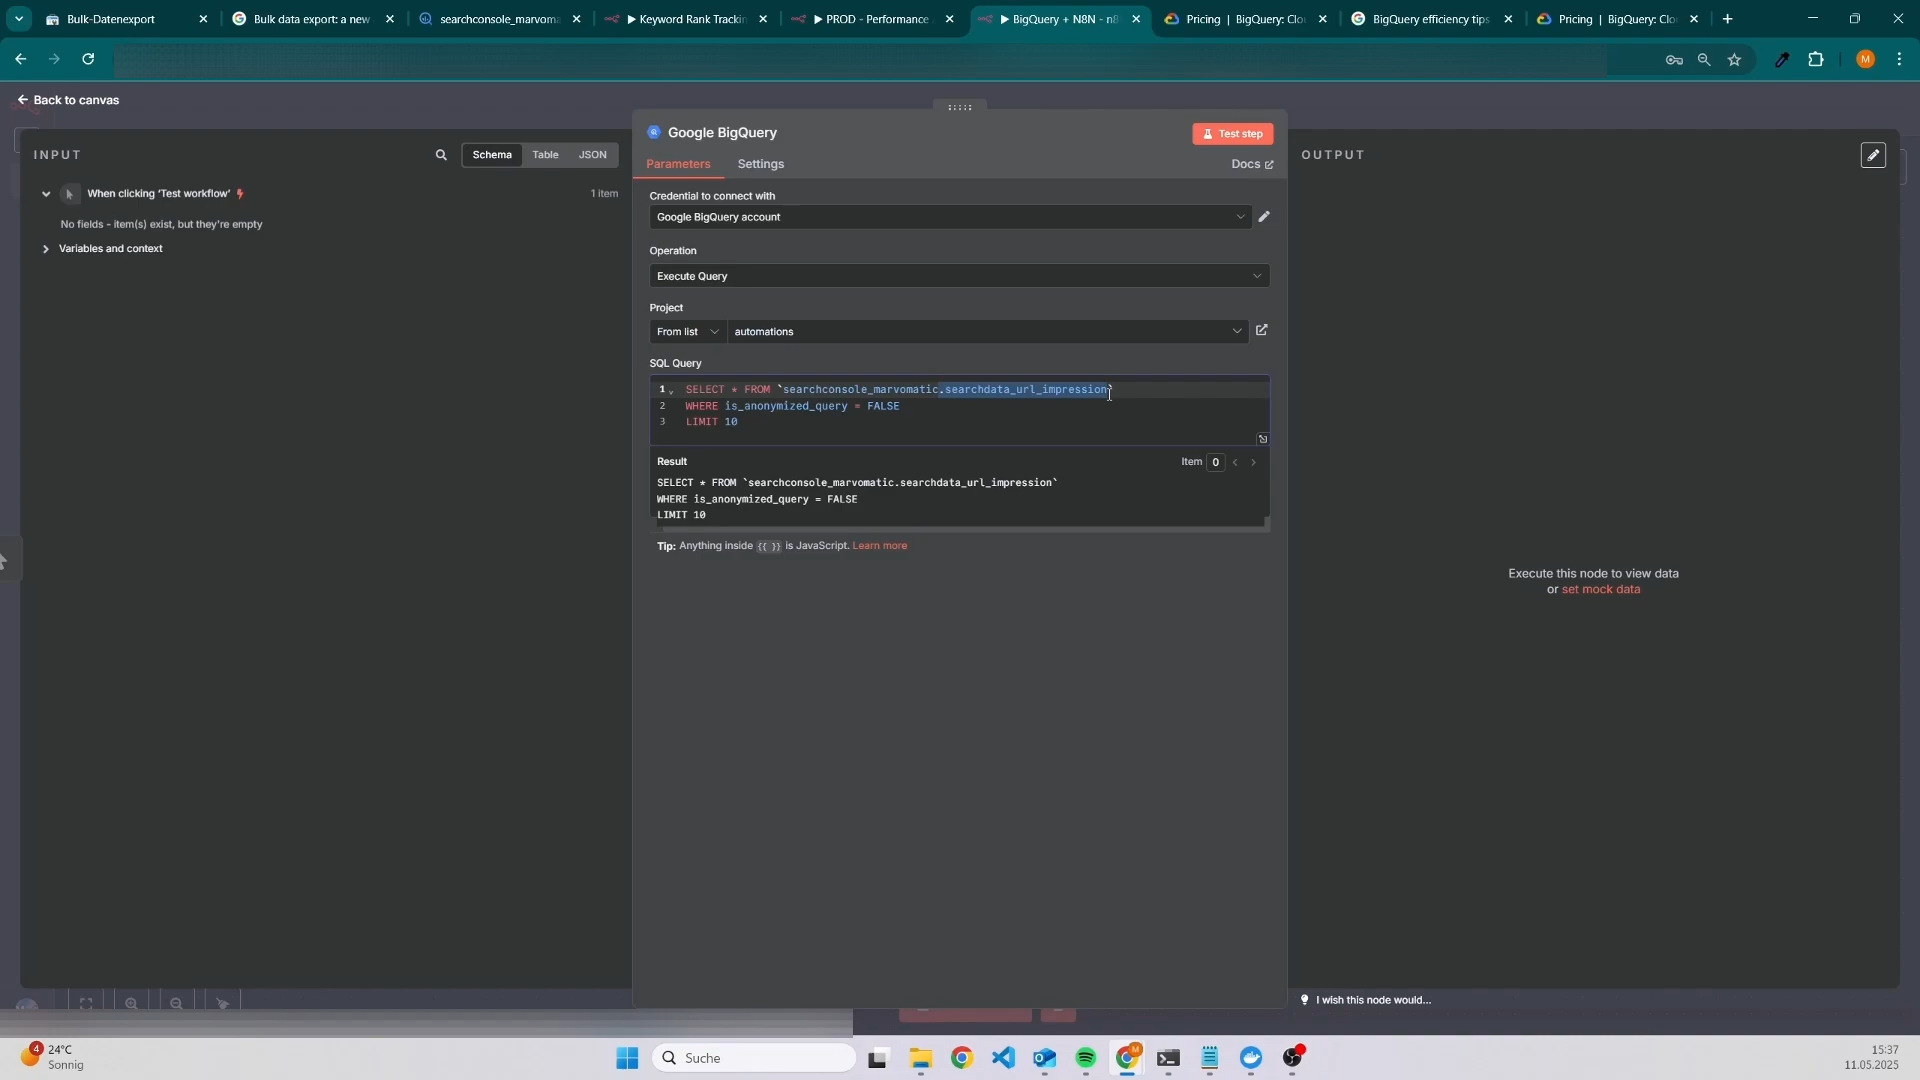 Bulk-Datenexport
Bulk data export: a new
searchconsole_marvoma
▶ Keyword Rank Trackin
▶ PROD - Performance
▶ BigQuery + N8N - n8
Pricing | BigQuery: Clo
BigQuery efficiency tips
Pricing | BigQuery: Clo
M
Back to canvas
INPUT
Schema
Table
JSON
When clicking ‘Test workflow’
1 item
No fields - item(s) exist, but they're empty
Variables and context
Google BigQuery
Test step
Parameters
Settings
Docs
Credential to connect with
Google BigQuery account
Operation
Execute Query
Project
From list
automations
SQL Query
1 SELECT * FROM `searchconsole_marvomatic.searchdata_url_impression`
2 WHERE is_anonymized_query = FALSE
3 LIMIT 10
Result
Item 0
SELECT * FROM `searchconsole_marvomatic.searchdata_url_impression`
WHERE is_anonymized_query = FALSE
LIMIT 10
Tip: Anything inside {{ }} is JavaScript. Learn more
OUTPUT
Execute this node to view data
or set mock data
I wish this node would...
4
24°C
Sonnig
Suche
M
15:37
11.05.2025